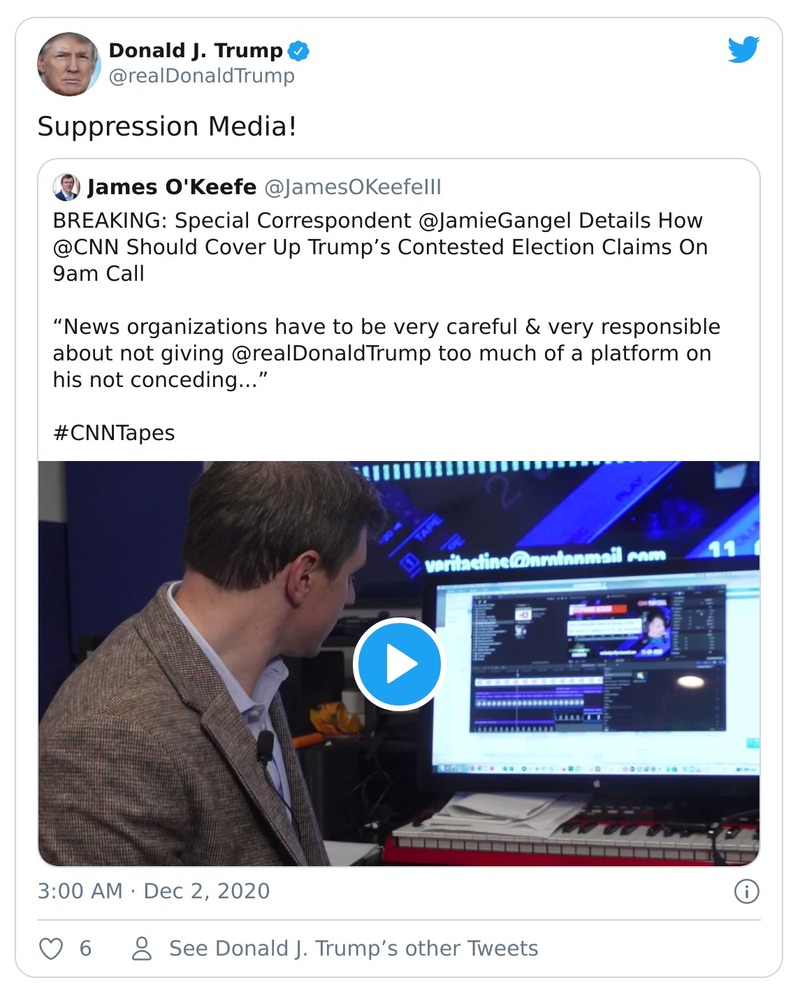 Donald J. Trump
@realDonaldTrump
Suppression Media!
James O'Keefe @JamesOKeefeIII
BREAKING: Special Correspondent @JamieGangel Details How
@CNN Should Cover Up Trump’s Contested Election Claims On
9am Call
“News organizations have to be very careful & very responsible
about not giving @realDonaldTrump too much of a platform on
his not conceding...”
#CNNTapes
PLAY
TAPE
veritastips@protonmail.com
3:00 AM · Dec 2, 2020
6 See Donald J. Trump’s other Tweets